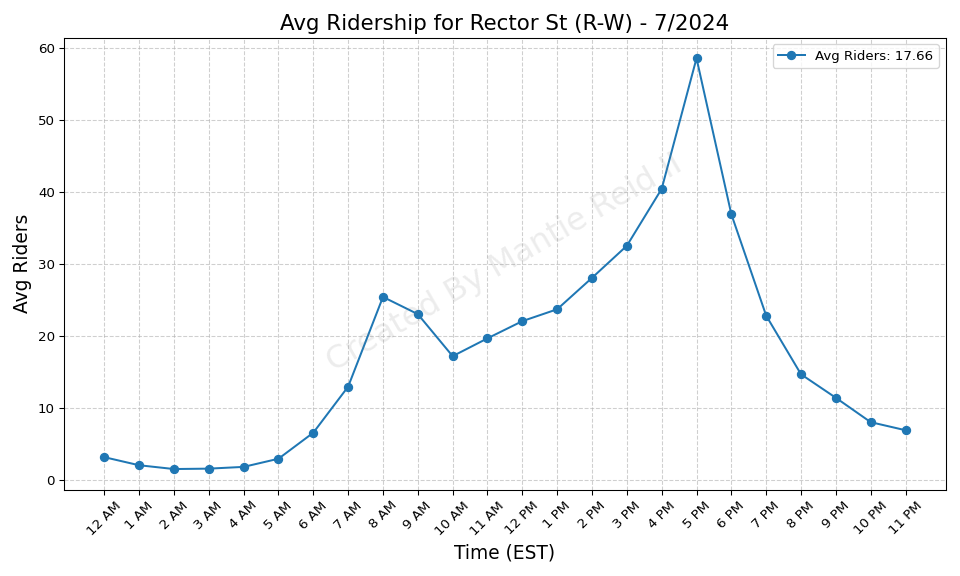 Avg Ridership for Rector St (R-W) - 7/2024
Avg Riders: 17.66
60
50
40
30
20
10
0
Avg Riders
Created By Mantie Reid II
12 AM
1 AM
2 AM
3 AM
4 AM
5 AM
6 AM
7 AM
8 AM
9 AM
10 AM
11 AM
12 PM
1 PM
2 PM
3 PM
4 PM
5 PM
6 PM
7 PM
8 PM
9 PM
10 PM
11 PM
Time (EST)